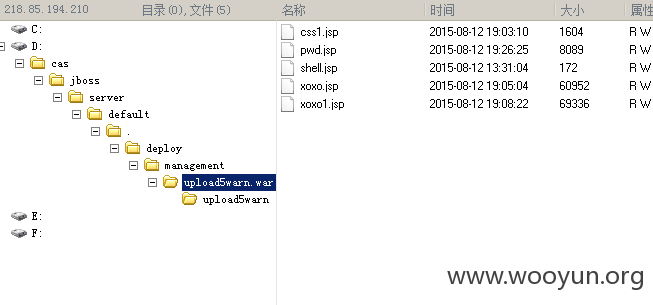 218.85.194.210 目录(0),文件(5) 名称 时间 大小 属性
C:
D:
cas
jboss
server
default
.
deploy
management
upload5warn.war
upload5warn
E:
F:
css1.jsp 2015-08-12 19:03:10 1604 R W
pwd.jsp 2015-08-12 19:26:25 8089 R W
shell.jsp 2015-08-12 13:31:04 172 R W
xoxo.jsp 2015-08-12 19:05:04 60952 R W
xoxo1.jsp 2015-08-12 19:08:22 69336 R W
www.wooyun.org